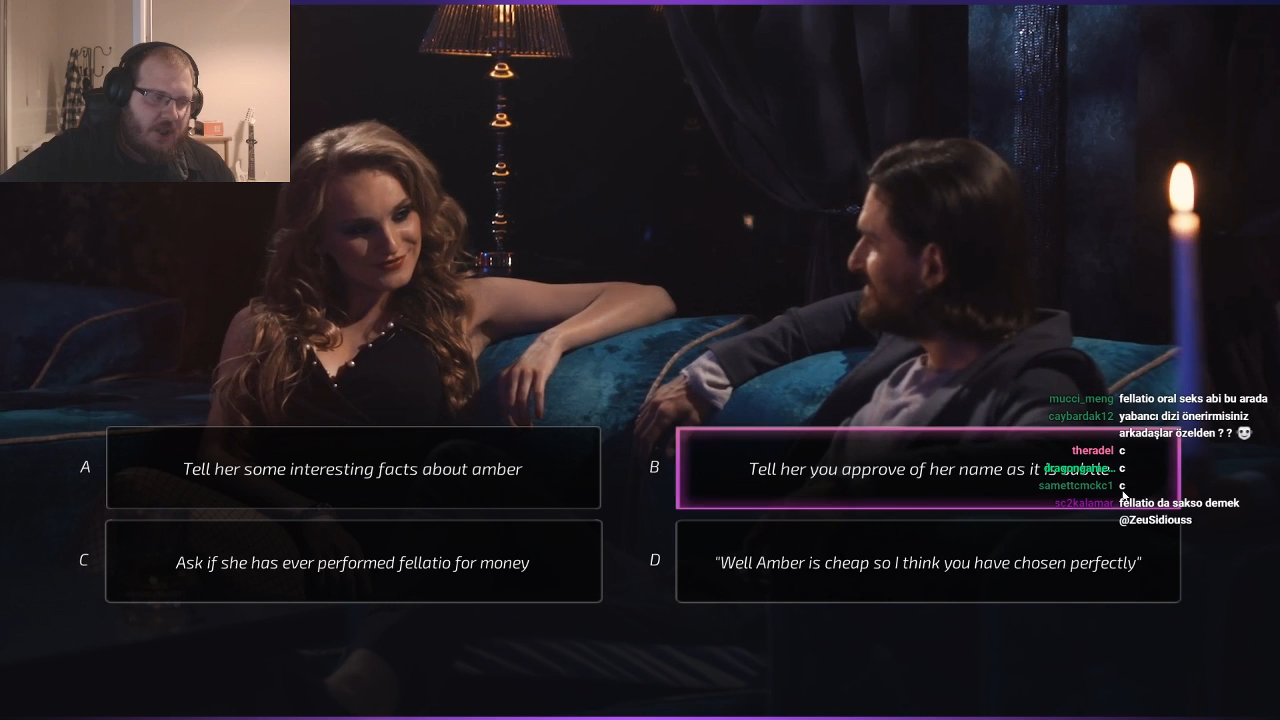 A
Tell her some interesting facts about amber
B
Tell her you approve of her name as it is subtle
C
Ask if she has ever performed fellatio for money
D
"Well Amber is cheap so I think you have chosen perfectly"
mucci_meng fellatio oral seks abi bu arada
caybardak12 yabancı dizi önerirmisiniz
arkadaşlar özelden ? ?
theradel c
c
samettcmckc1 c
sc2kalamar fellatio da sakso demek
@ZeuSidiouss